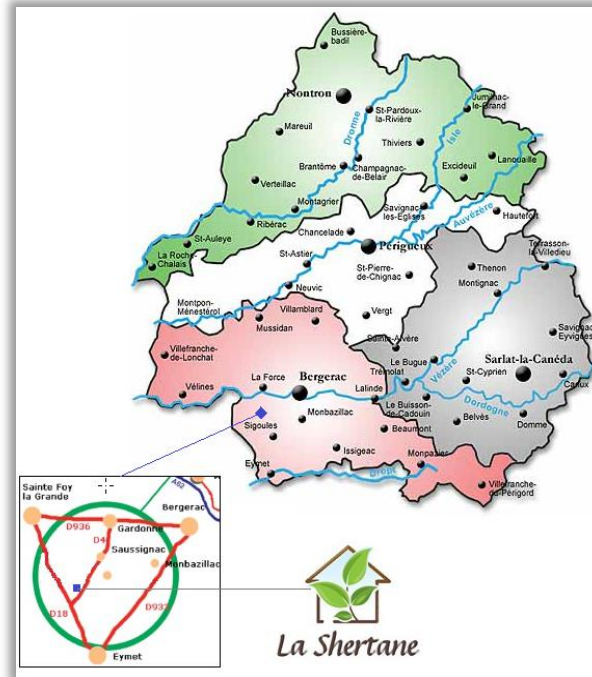 Bussière-
badil
Nontron
St-Pardoux-
la-Rivière
Jumilhac-
le-Grand
Dronne
Isle
Mareuil
Thiviers
Lanouaille
Brantôme
Champagnac-
de-Belair
Excideuil
Verteillac
Montagrier
Savignac
les-Eglises
Auvézère
Hautefort
Ribérac
Chancelade
St-Auleye
Périgueux
La Roche-
Chalais
St-Astier
St-Pierre-
de-Chignac
Thenon
Terrasson-
la-Villedieu
Montignac
Neuvic
Montpon-
Ménestérol
Villamblard
Vergt
Mussidan
Sainte-Alvère
Savignac-
Eyvignes
Villefranche-
de-Lonchat
Le Bugue
Vézère
Sarlat-la-Canéda
La Force
Bergerac
Trémolat
St-Cyprien
Carlux
Vélines
Lalinde
Le Buisson-
de-Cadouin
Dordogne
Monbazillac
Belvès
Domme
Sigoules
Beaumont
Issigeac
Monpazier
Eymet
Dropt
Villefranche-
du-Périgord
Sainte Foy
la Grande
Bergerac
D936
Gardonne
D4
Saussignac
Monbazillac
D18
D933
Eymet
La Shertane